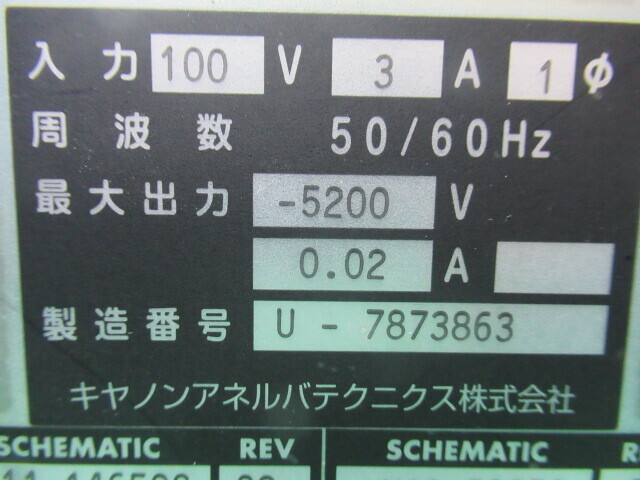 入力 100 V 3 A 1 φ
周波数 50/60Hz
最大出力 -5200 V
0.02 A
製造番号 U - 7873863
キヤノンアネルバテクニクス株式会社
SCHEMATIC REV SCHEMATIC